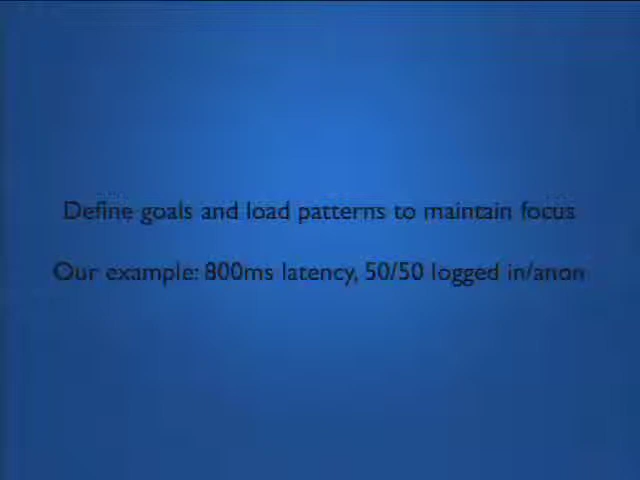 Define goals and load patterns to maintain focus
Our example: 800ms latency, 50/50 logged in/anon